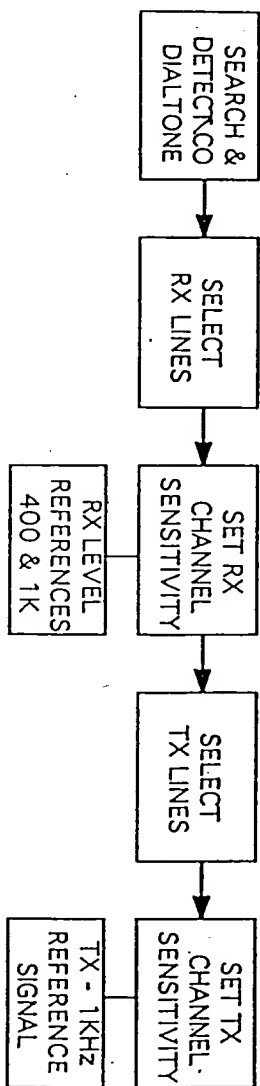 SEARCH &
DETECT CO
DIALTONE
SELECT
RX LINES
SET RX
CHANNEL
SENSITIVITY
RX LEVEL
REFERENCES
400 & 1K
SELECT
TX LINES
SET TX
CHANNEL
SENSITIVITY
TX - 1KHz
REFERENCE
SIGNAL